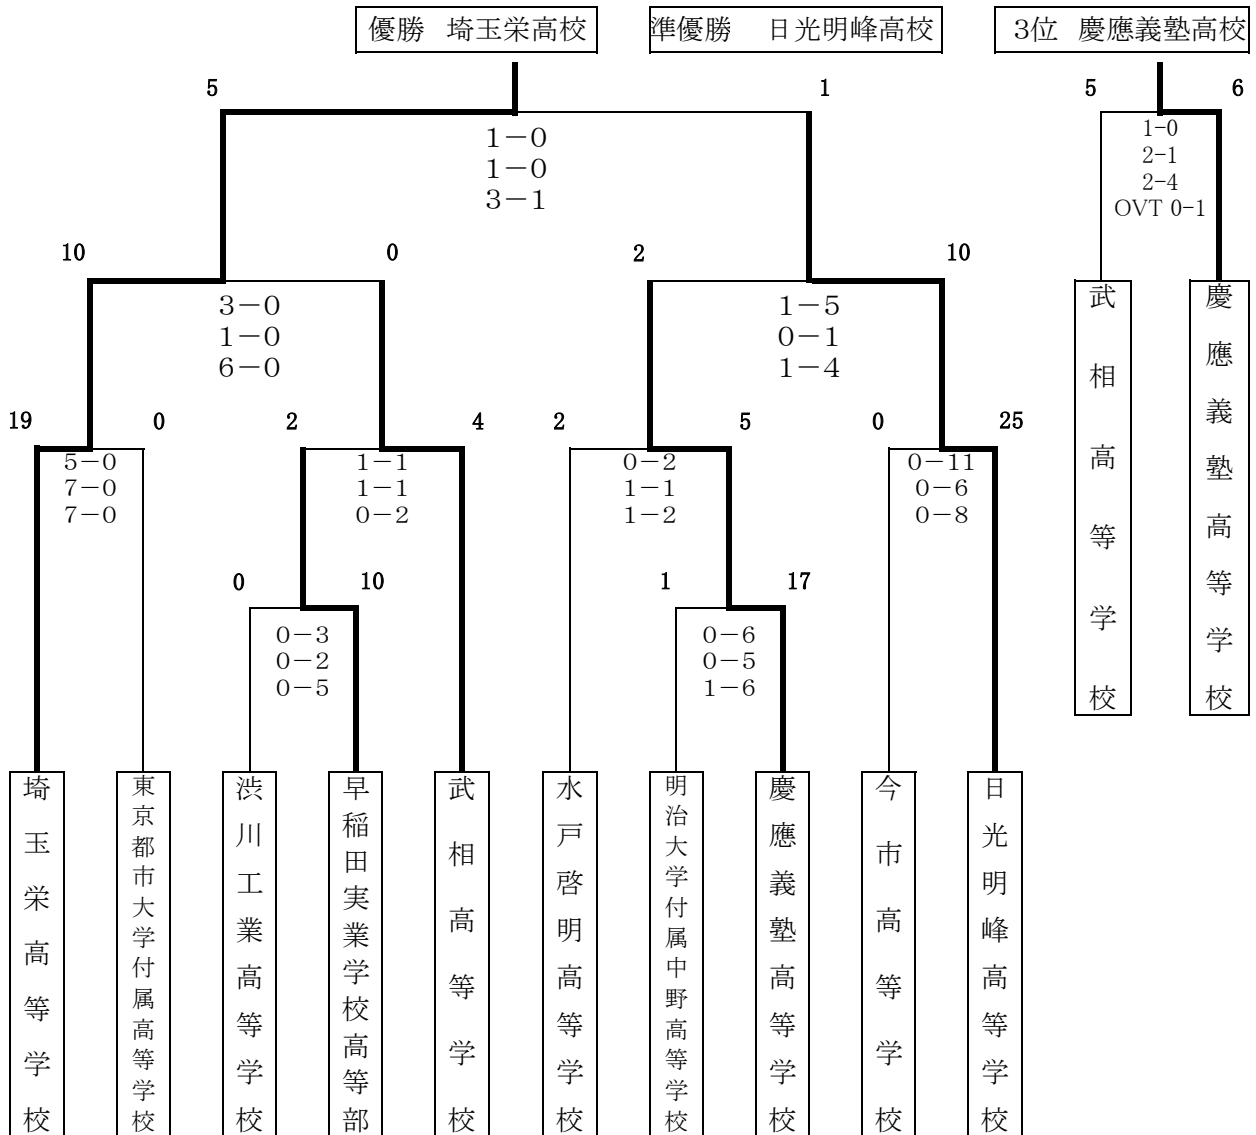 優勝 埼玉栄高校
準優勝 日光明峰高校
3位 慶應義塾高校
5 1
1-0
1-0
3-1
5 6
1-0
2-1
2-4
OVT 0-1
武相高等学校
慶應義塾高等学校
10 0
3-0
1-0
6-0
2 10
1-5
0-1
1-4
19 0
5-0
7-0
7-0
2 4
1-1
1-1
0-2
2 5
0-2
1-1
1-2
0 25
0-11
0-6
0-8
0 10
0-3
0-2
0-5
1 17
0-6
0-5
1-6
埼玉栄高等学校
東京都市大学付属高等学校
渋川工業高等学校
早稲田実業学校高等部
武相高等学校
水戸啓明高等学校
明治大学付属中野高等学校
慶應義塾高等学校
今市高等学校
日光明峰高等学校